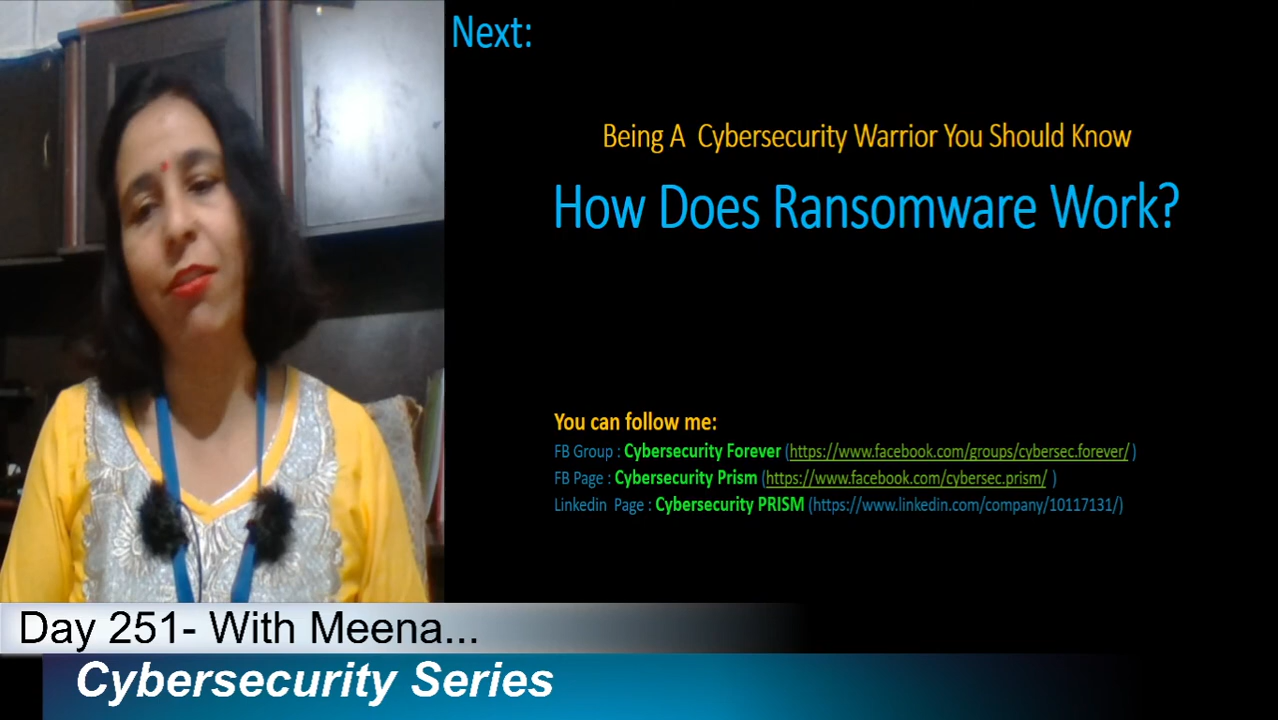 Next:
Being A Cybersecurity Warrior You Should Know
How Does Ransomware Work?
You can follow me:
FB Group : Cybersecurity Forever (https://www.facebook.com/groups/cybersec.forever/ )
FB Page : Cybersecurity Prism (https://www.facebook.com/cybersec.prism/ )
Linkedin Page : Cybersecurity PRISM (https://www.linkedin.com/company/10117131/)
Day 251- With Meena...
Cybersecurity Series